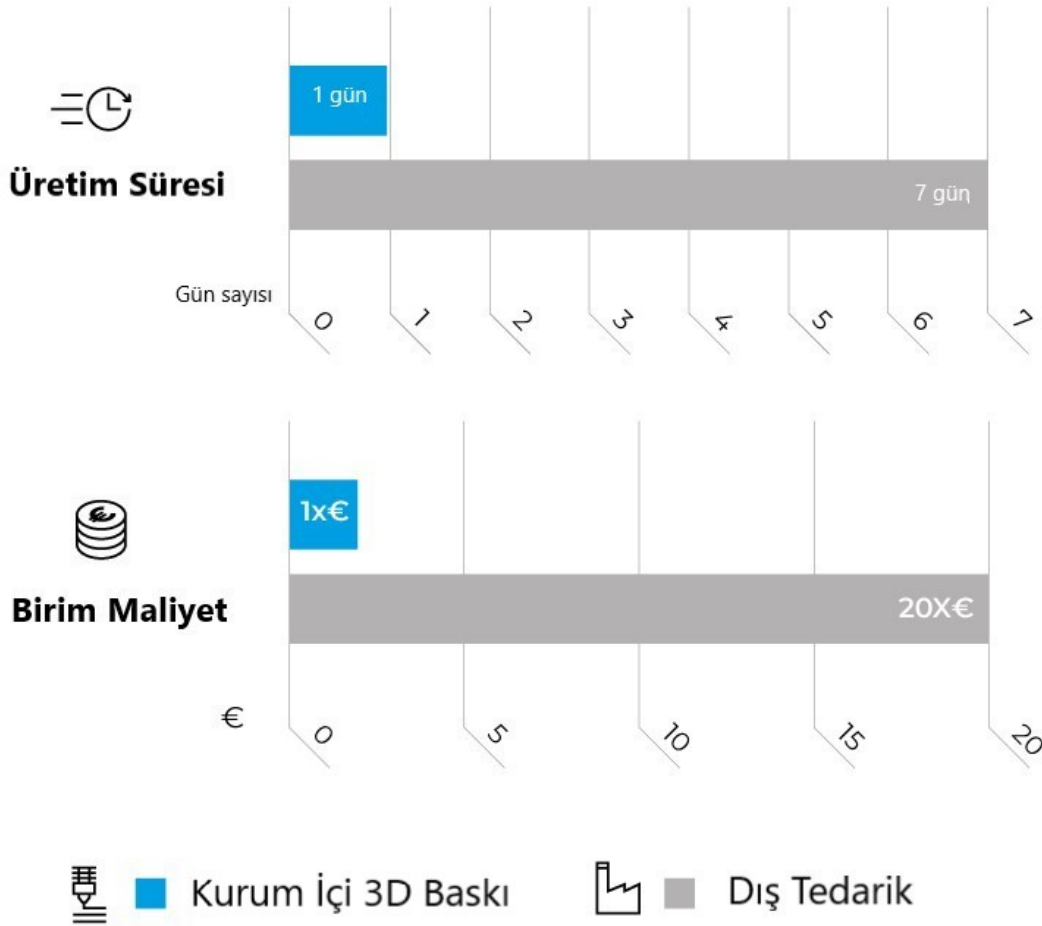 1 gün
Üretim Süresi
7 gün
Gün sayısı
0 1 2 3 4 5 6 7
1x€
Birim Maliyet
20X€
€
0 5 10 15 20
Kurum İçi 3D Baskı
Dış Tedarik